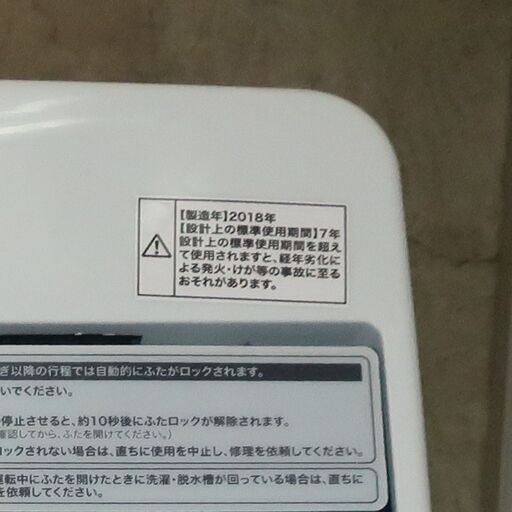 【製造年】2018年
【設計上の標準使用期間】7年
設計上の標準使用期間を超え
て使用されますと、経年劣化に
よる発火・けが等の事故に至る
おそれがあります。
ぎ以降の行程では自動的にふたがロックされます。
いでください。
停止させると、約10秒後にふたロックが解除されます。
確認してから、ふたを開けてください。)
ロックされない場合は、直ちに使用を中止し、修理を依頼してください。
運転中にふたを開けたときに洗濯・脱水槽が回っている場合は、直ちに
を依頼してください。